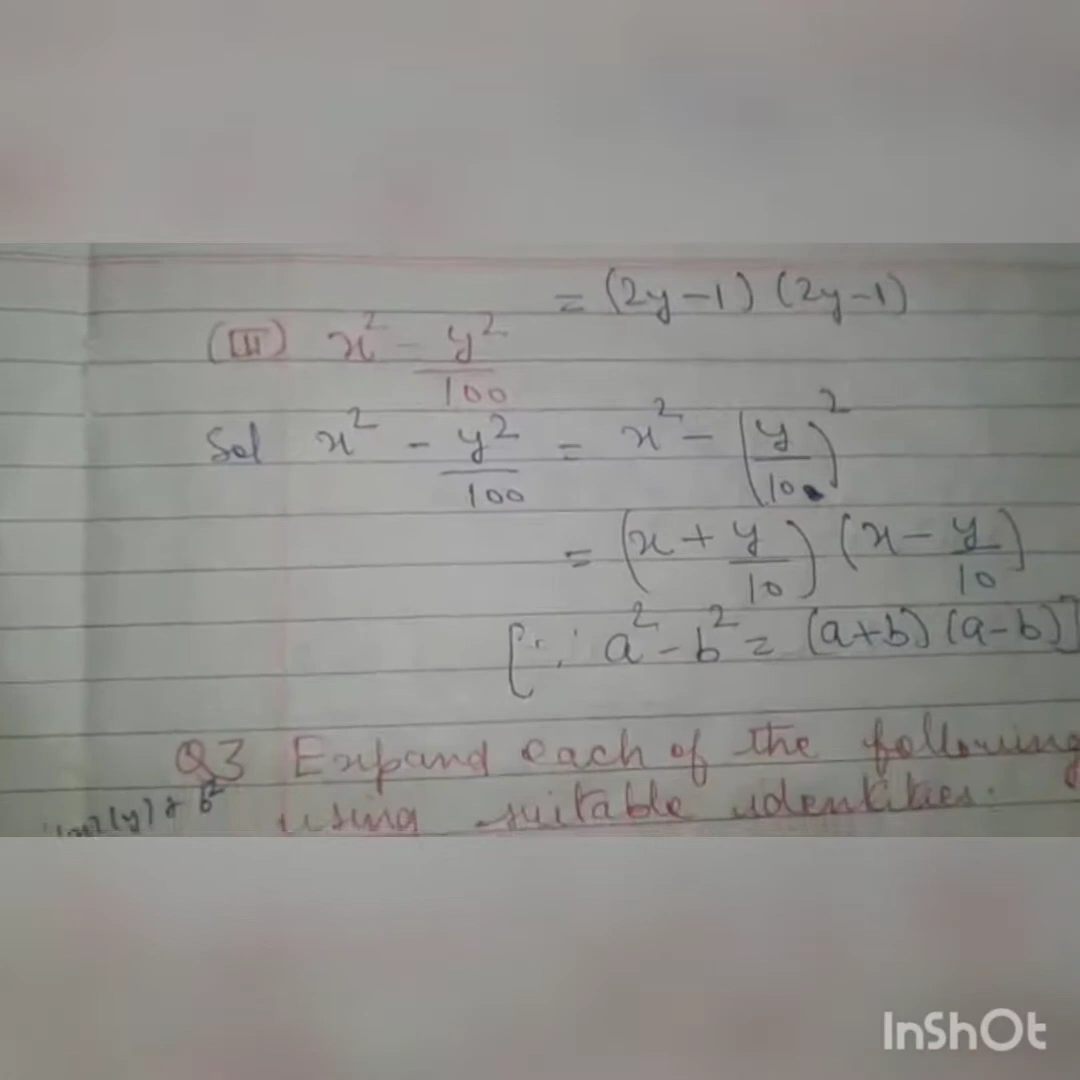 = (2y-1) (2y-1)
(III) x² - y²/100
Sol x² - y²/100 = x² - (y/10)²
= (x + y/10) (x - y/10)
[∵ a² - b² = (a+b) (a-b)]
Q3 Expand each of the following
using suitable identities.
InShOt